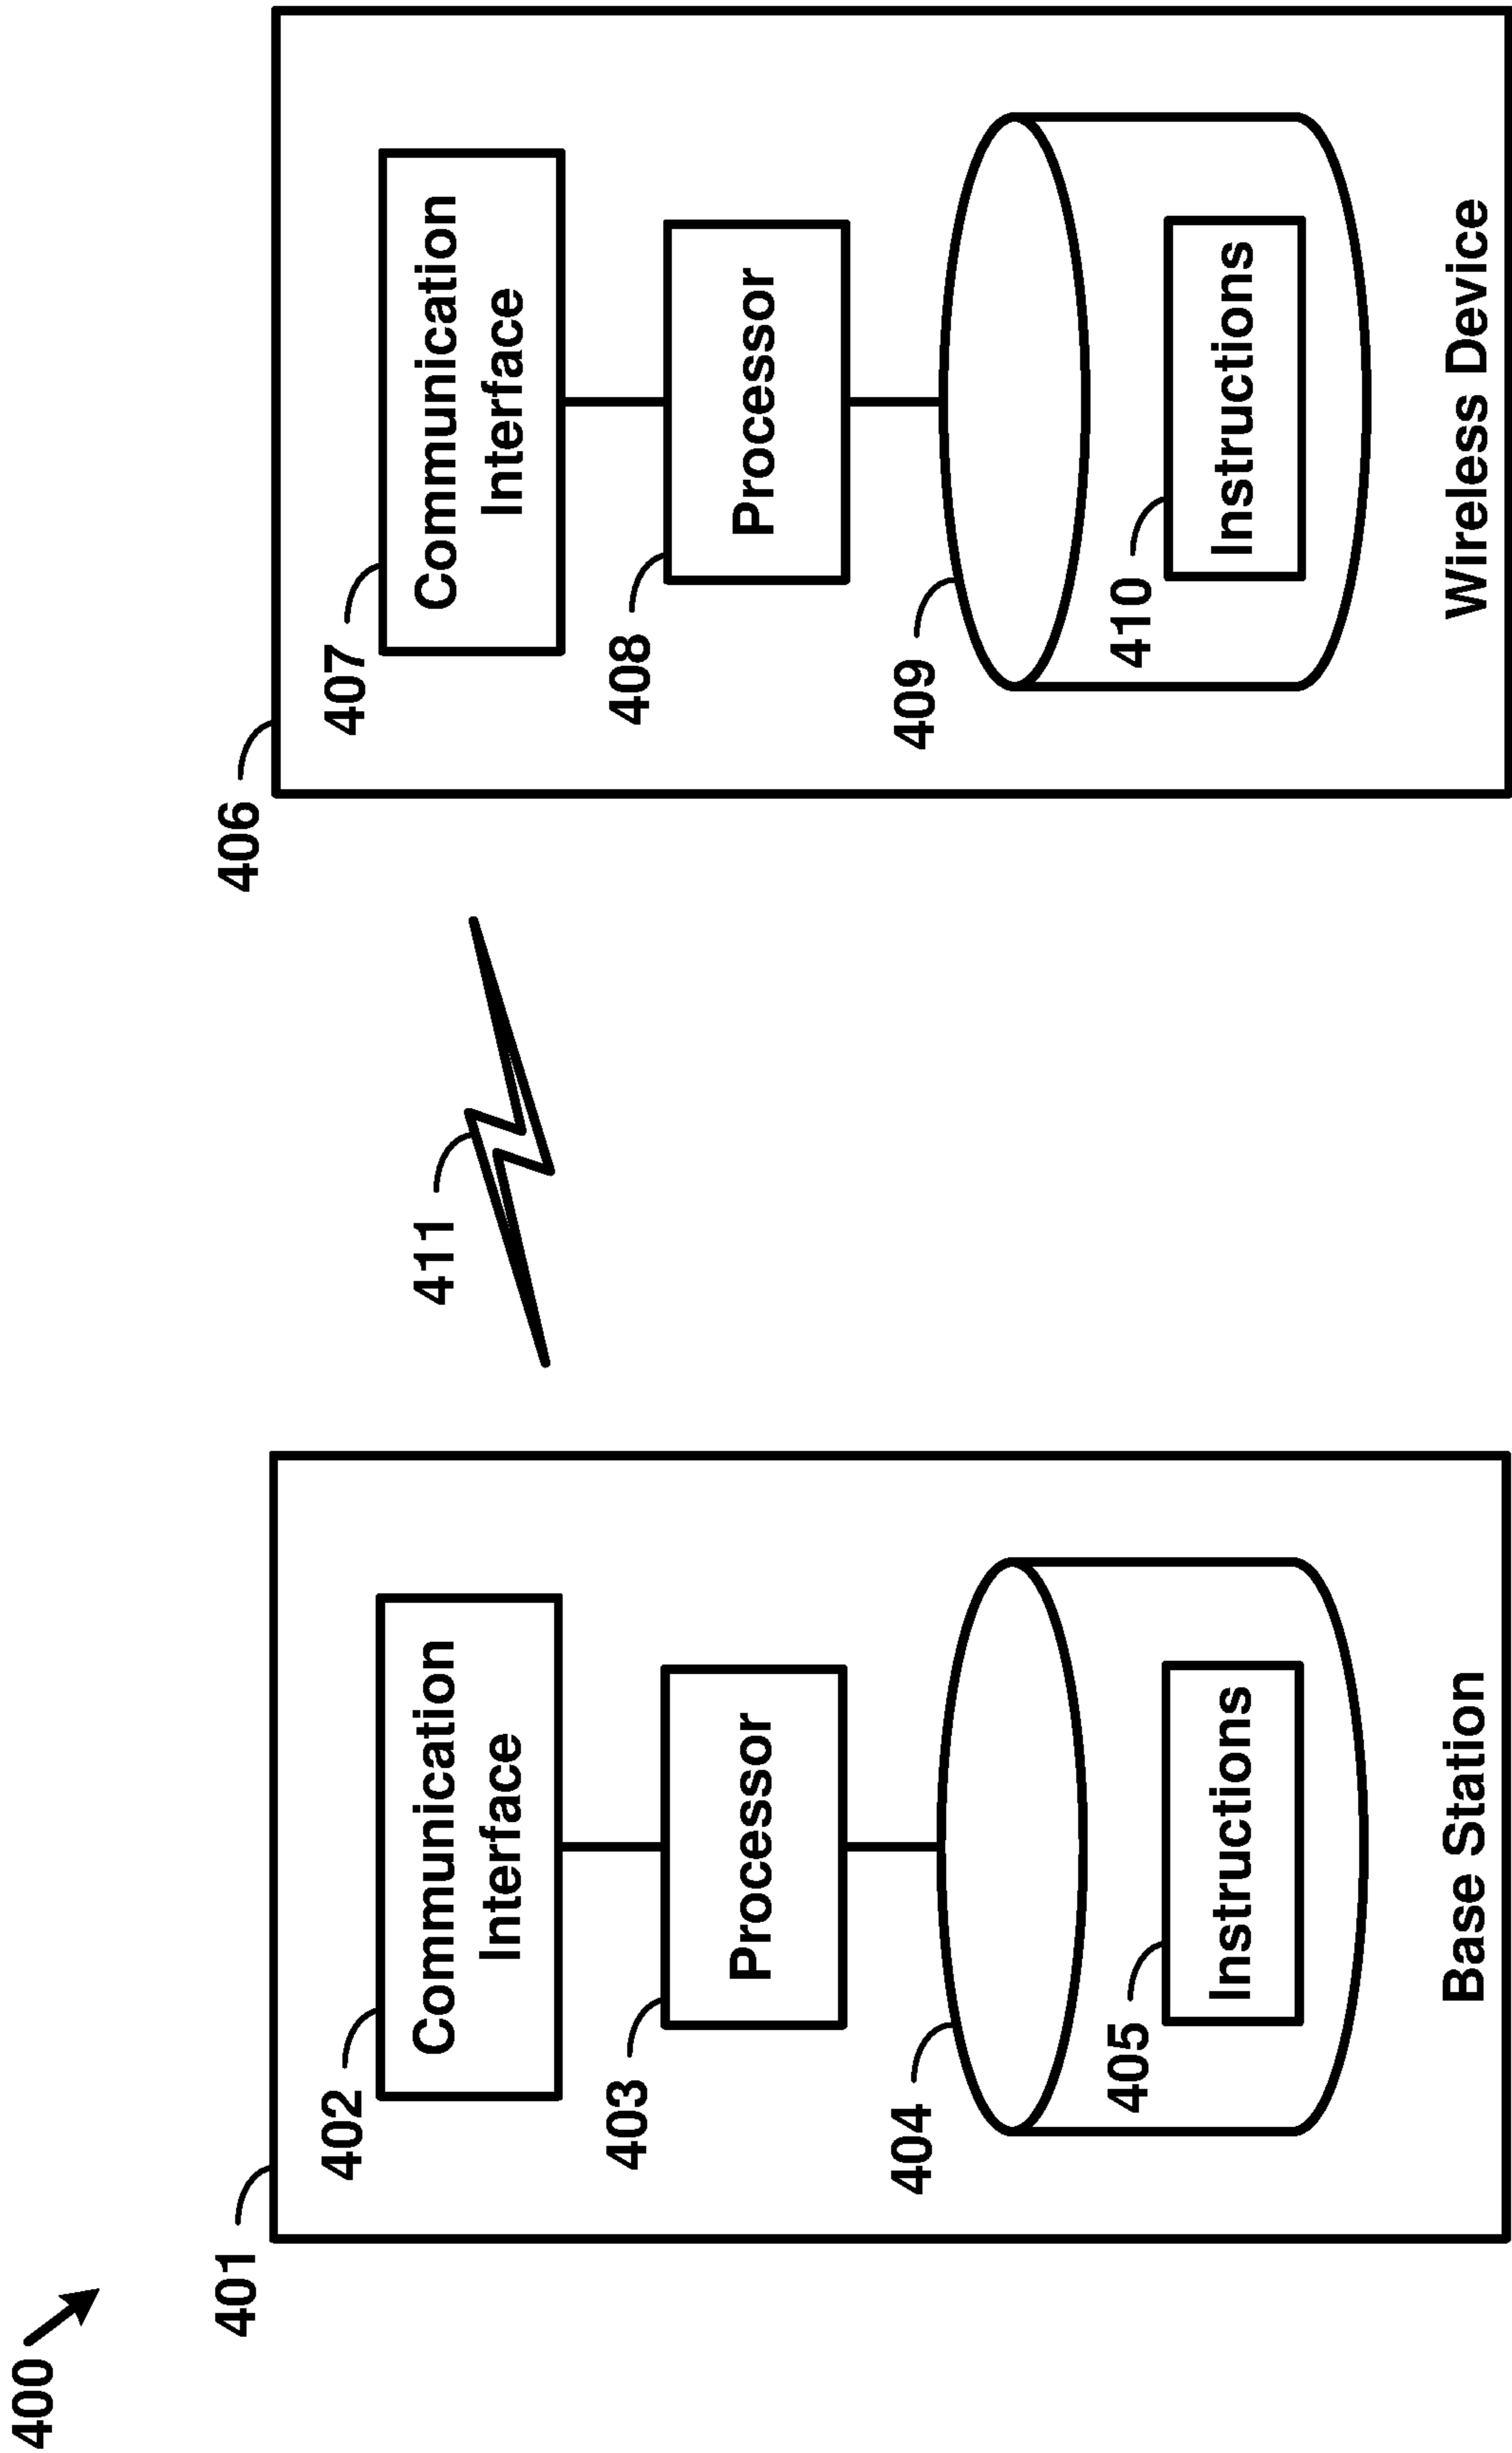 400
401
402
Communication
Interface
403
Processor
404
405
Instructions
Base Station
411
406
407
Communication
Interface
408
Processor
409
410
Instructions
Wireless Device